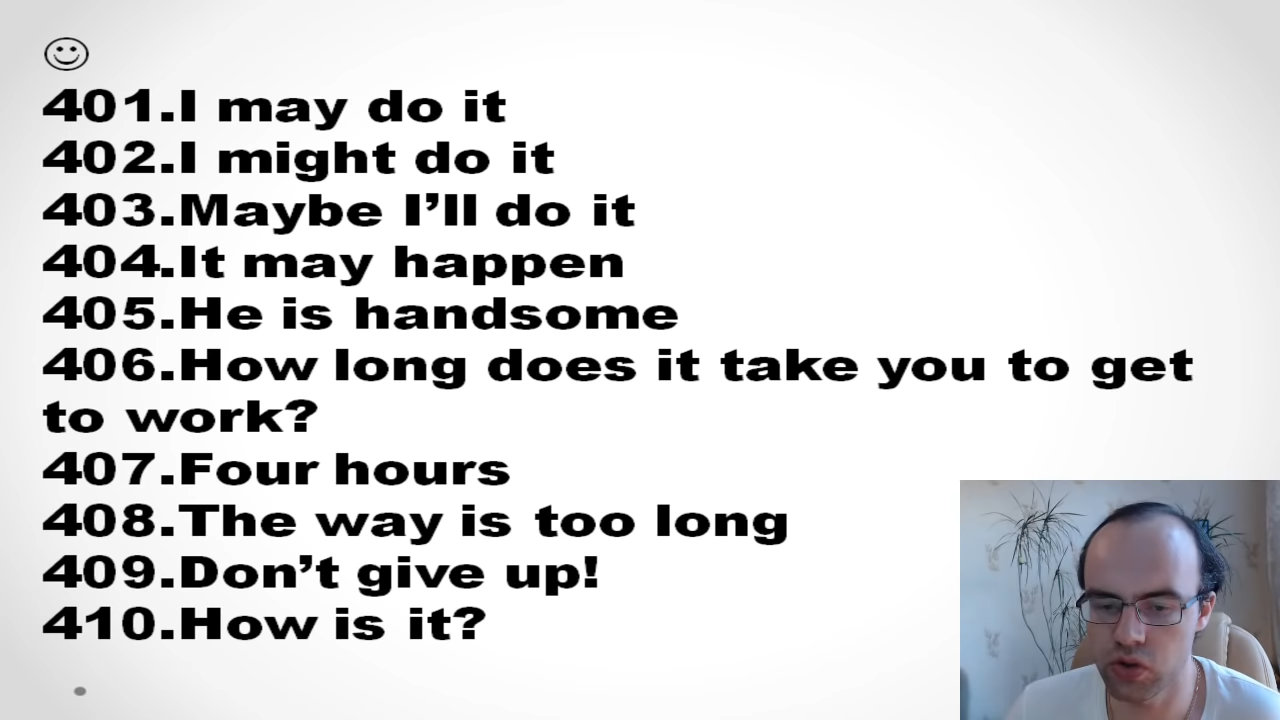 401.I may do it
402.I might do it
403.Maybe I’ll do it
404.It may happen
405.He is handsome
406.How long does it take you to get
to work?
407.Four hours
408.The way is too long
409.Don’t give up!
410.How is it?